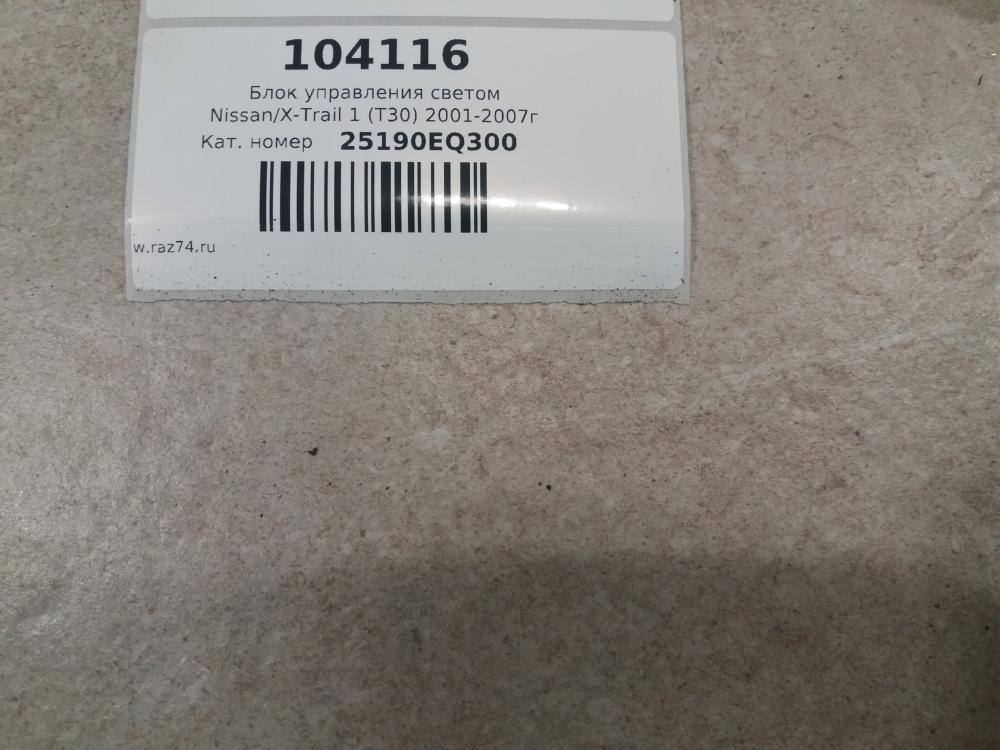 104116
Блок управления светом
Nissan/X-Trail 1 (T30) 2001-2007г
Кат. номер 25190EQ300
w.raz74.ru